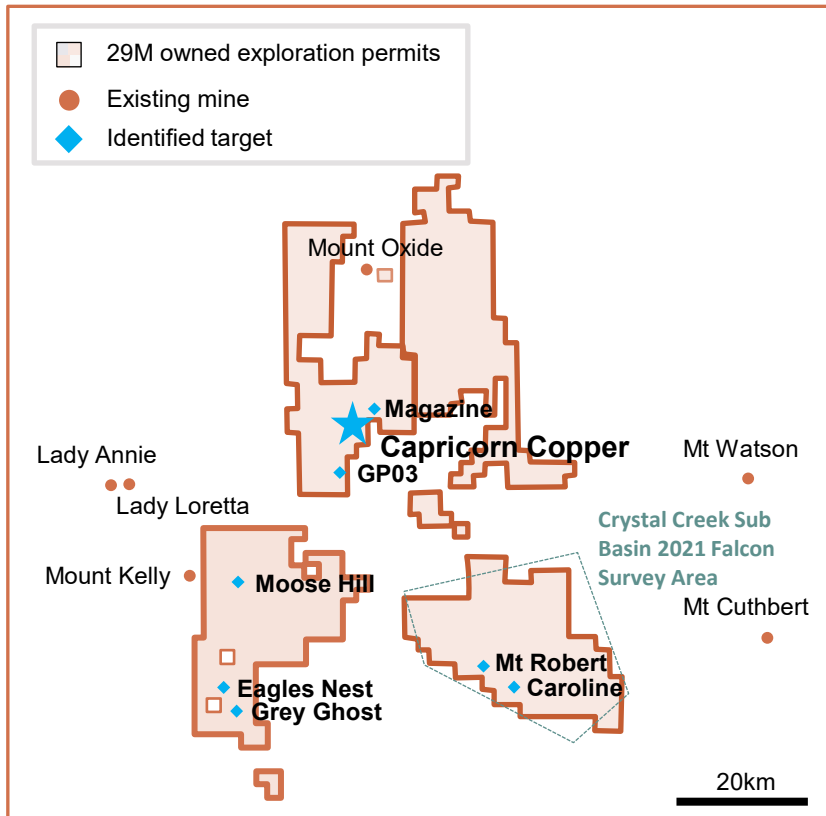 29M owned exploration permits
Existing mine
Identified target
Mount Oxide
Magazine
Capricorn Copper
GP03
Lady Annie
Lady Loretta
Mt Watson
Crystal Creek Sub
Basin 2021 Falcon
Survey Area
Mount Kelly
Moose Hill
Mt Cuthbert
Mt Robert
Caroline
Eagles Nest
Grey Ghost
20km